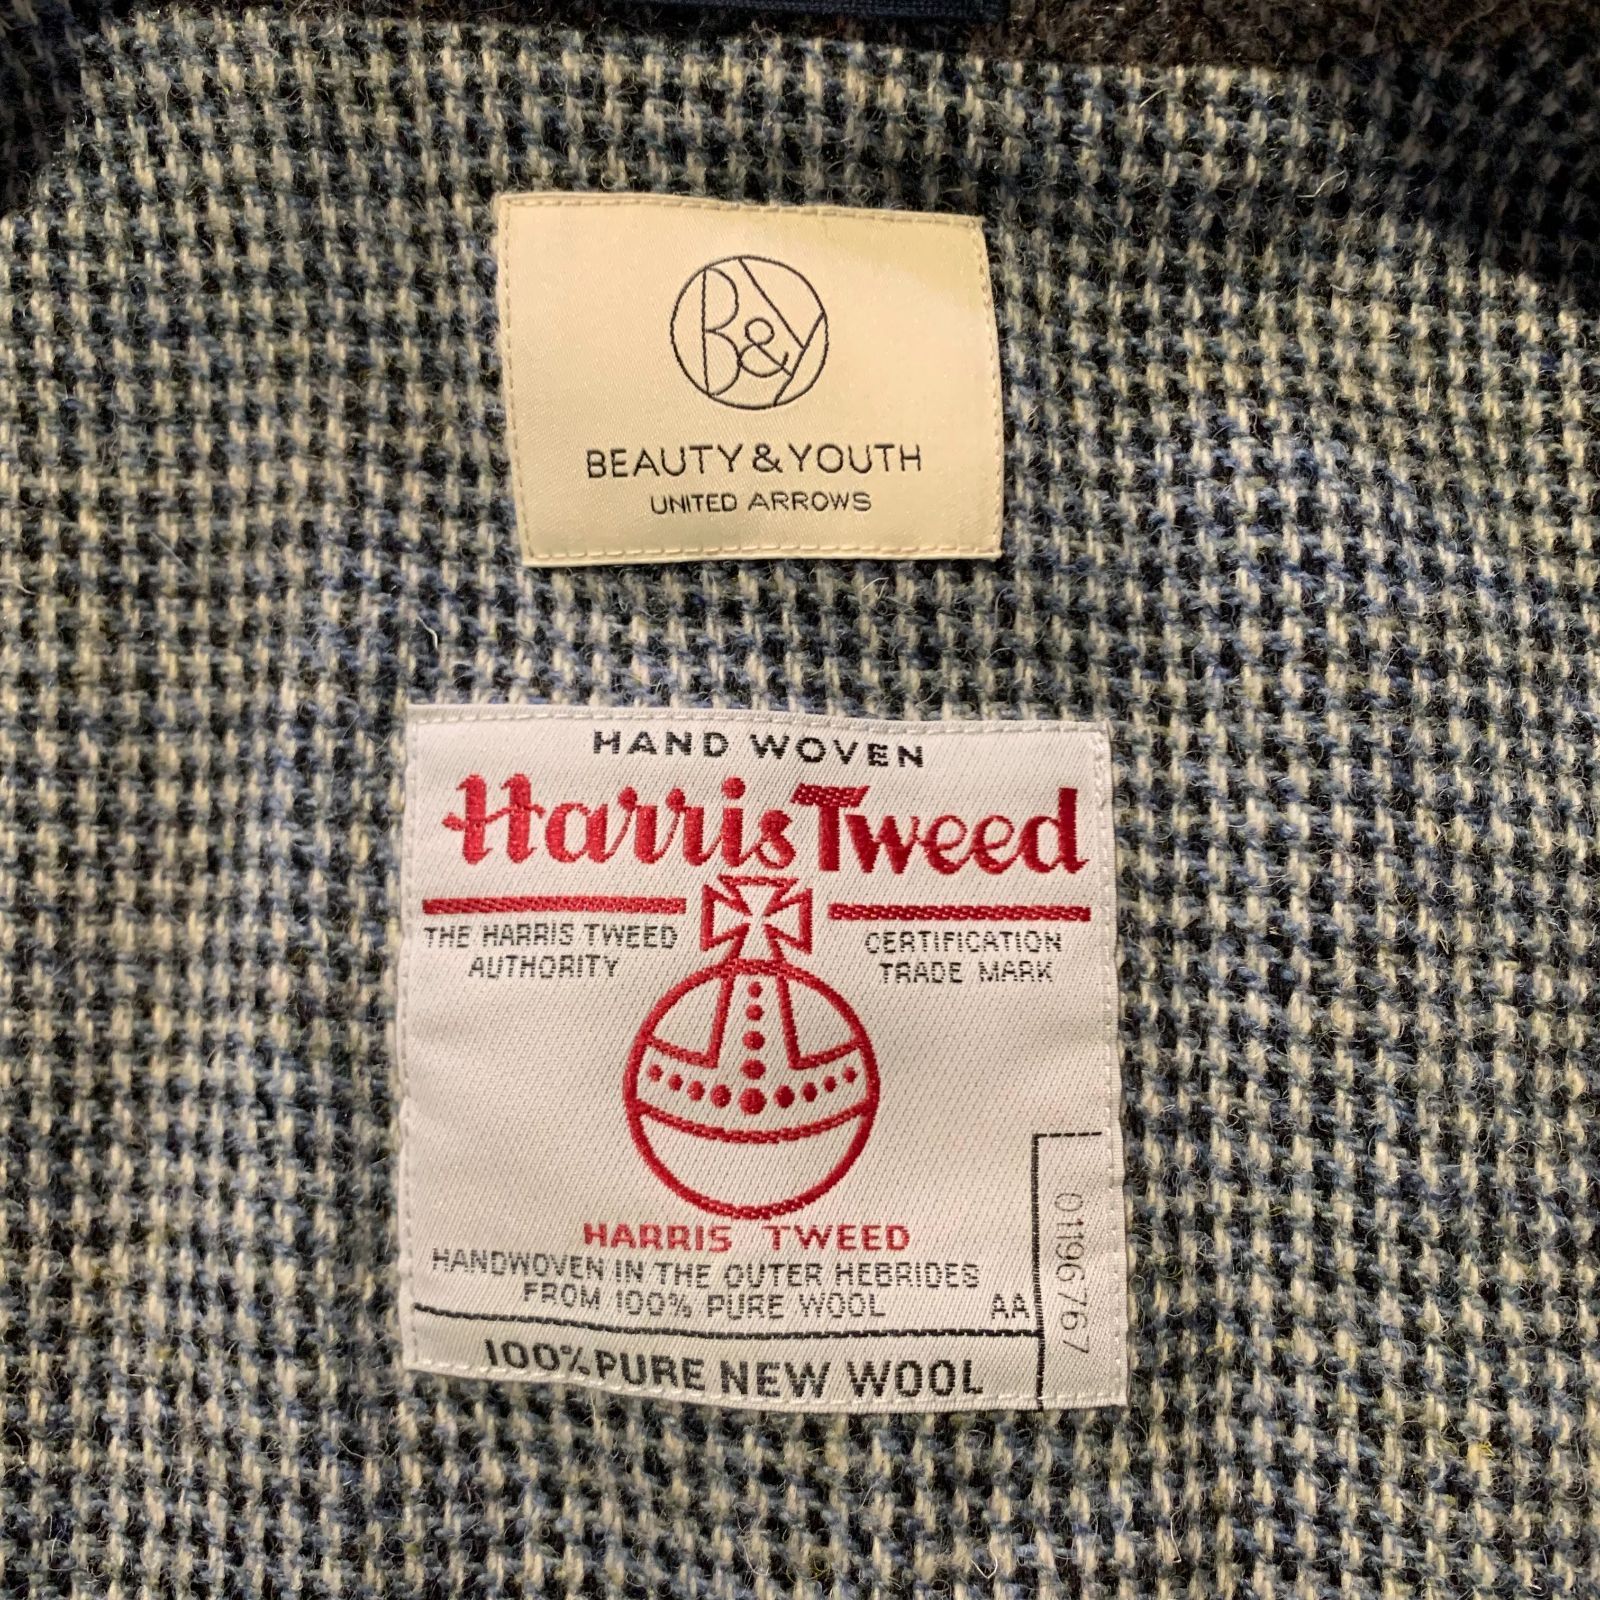 B&Y
BEAUTY & YOUTH
UNITED ARROWS
HAND WOVEN
Harris Tweed
THE HARRIS TWEED
AUTHORITY
CERTIFICATION
TRADE MARK
HARRIS TWEED
HANDWOVEN IN THE OUTER HEBRIDES
FROM 100% PURE WOOL
AA
0196767
100% PURE NEW WOOL